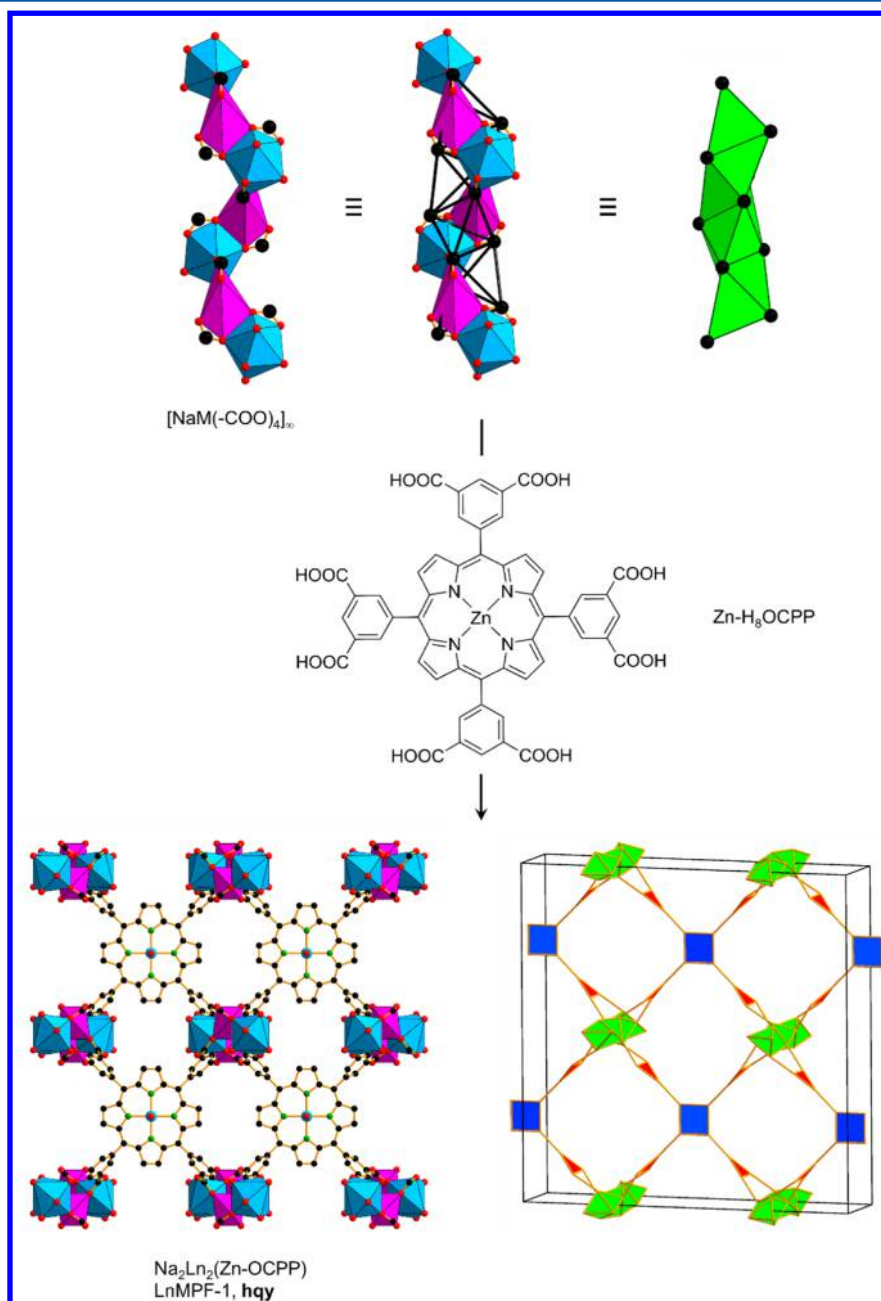 ≡ ≡
[NaM(-COO)₄]∞
HOOC COOH
HOOC COOH
N N
Zn Zn-H₈OCPP
N N
HOOC COOH
HOOC COOH
Na₂Ln₂(Zn-OCPP)
LnMPF-1, hqy